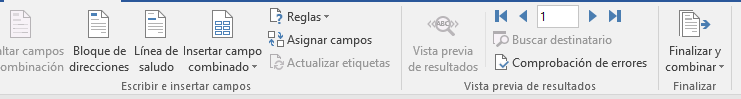 altar campos
ombinación
Bloque de
direcciones
Línea de
saludo
Insertar campo
combinado
Reglas
Asignar campos
Actualizar etiquetas
Escribir e insertar campos
ABC
Vista previa
de resultados
1
Buscar destinatario
Comprobación de errores
Vista previa de resultados
Finalizar y
combinar
Finalizar